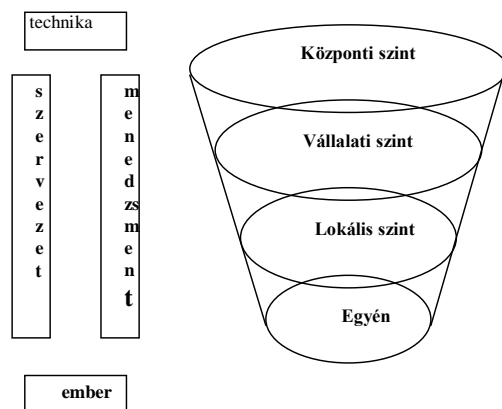 technika
szervezet
menedzsment
ember
Központi szint
Vállalati szint
Lokális szint
Egyén